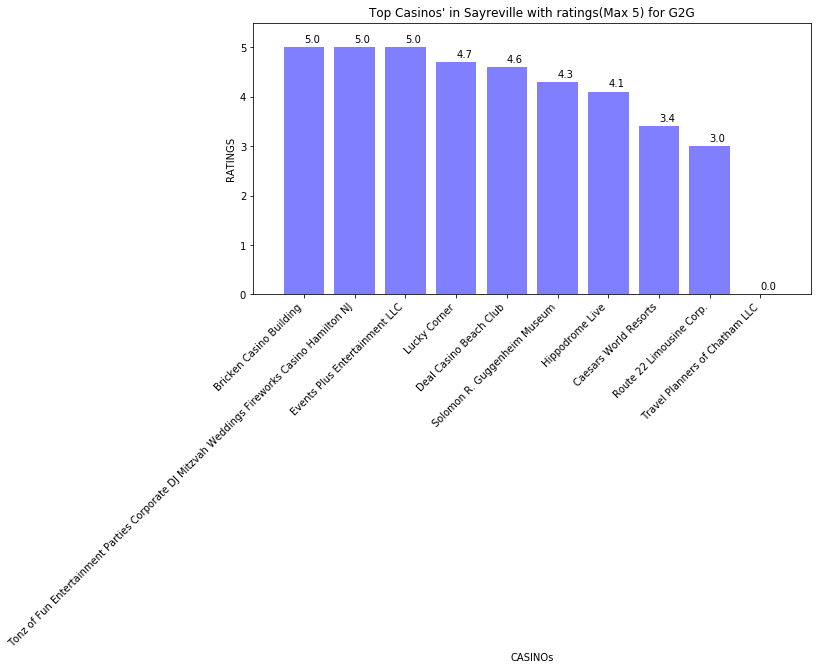 Top Casinos' in Sayreville with ratings(Max 5) for G2G
RATINGS
5
4
3
2
1
0
5.0
5.0
5.0
4.7
4.6
4.3
4.1
3.4
3.0
0.0
Bricken Casino Building
Tonz of Fun Entertainment Parties Corporate DJ Mitzvah Weddings Fireworks Casino Hamilton NJ
Events Plus Entertainment LLC
Lucky Corner
Deal Casino Beach Club
Solomon R. Guggenheim Museum
Hippodrome Live
Caesars World Resorts
Route 22 Limousine Corp.
Travel Planners of Chatham LLC
CASINOs